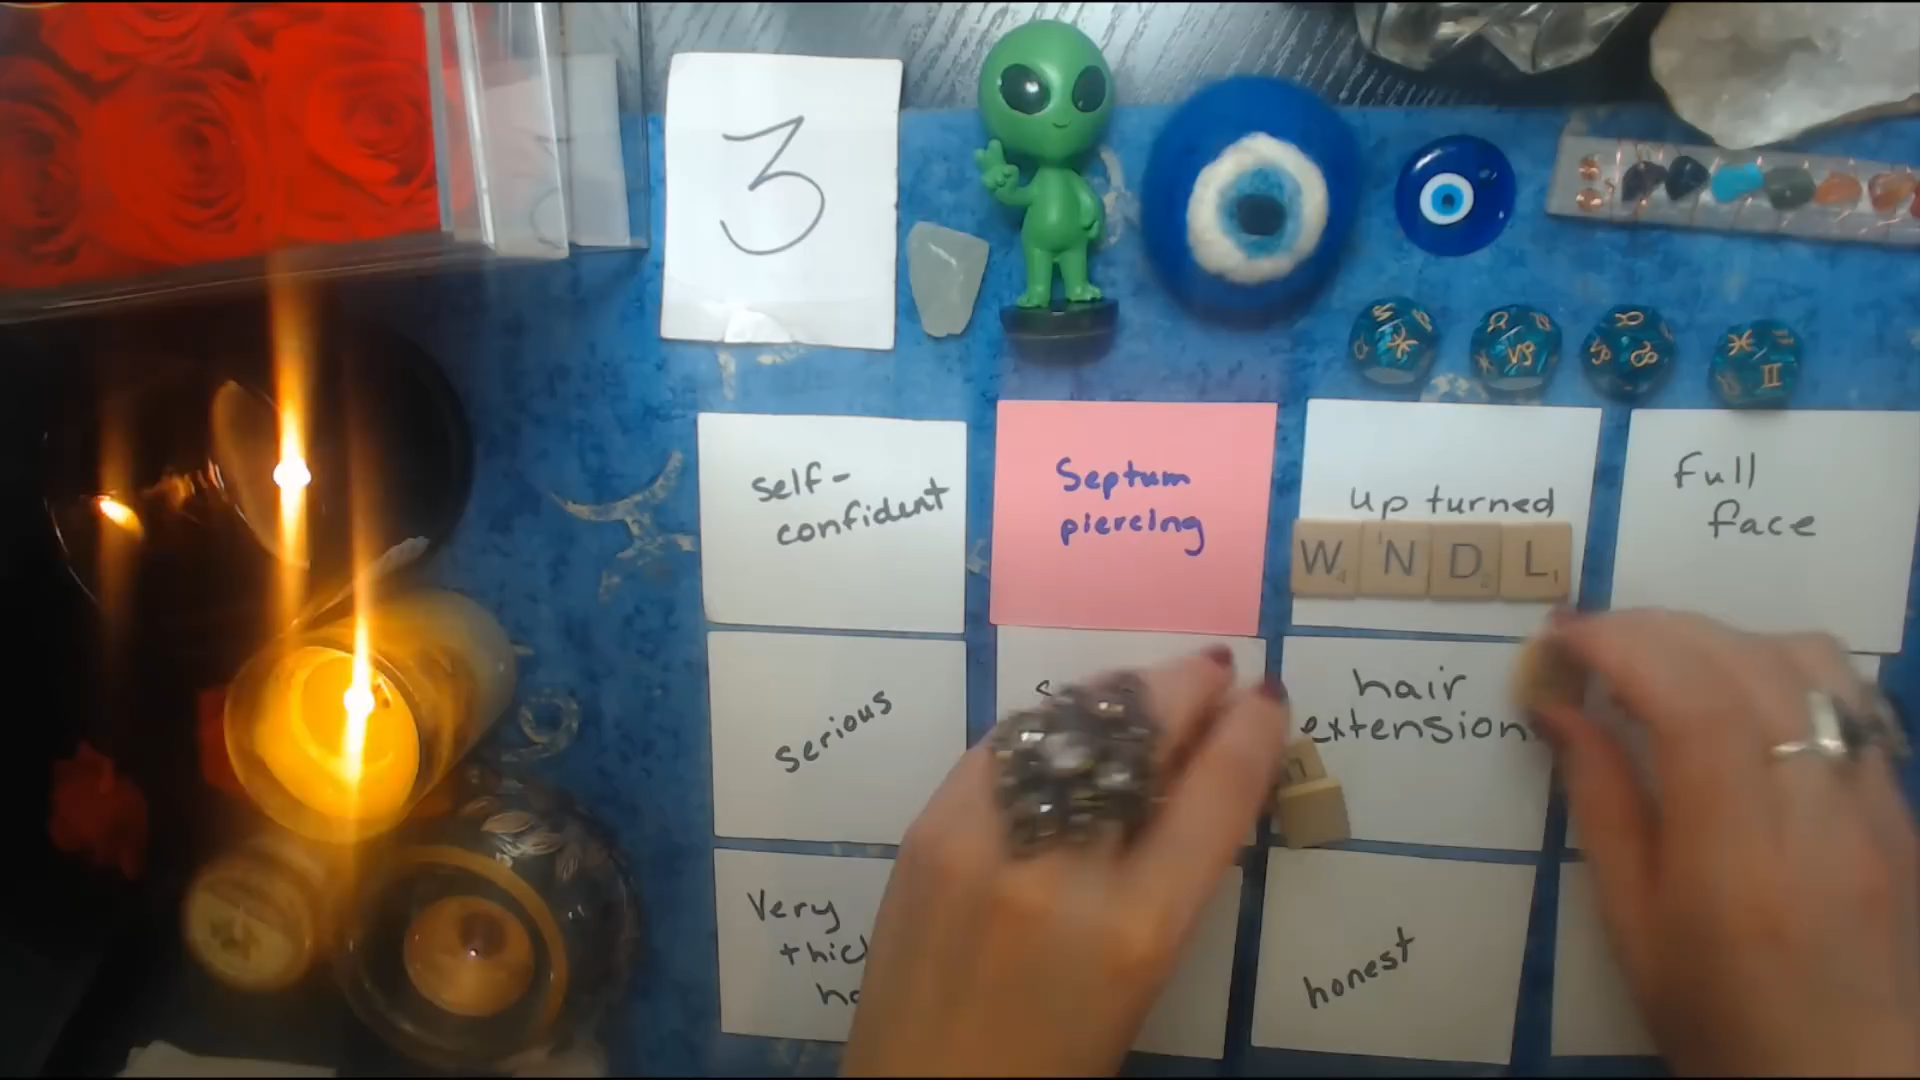 3
self-
confident
Septum
piercing
up turned
W N D L
full
face
serious
hair
extension
Very
honest